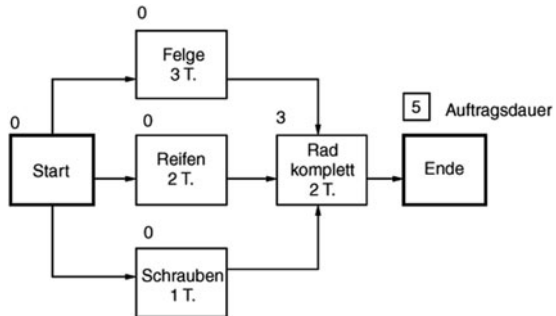 0
Felge
3 T.
0
Start
0
Reifen
2 T.
3
Rad
komplett
2 T.
5 Auftragsdauer
Ende
0
Schrauben
1 T.